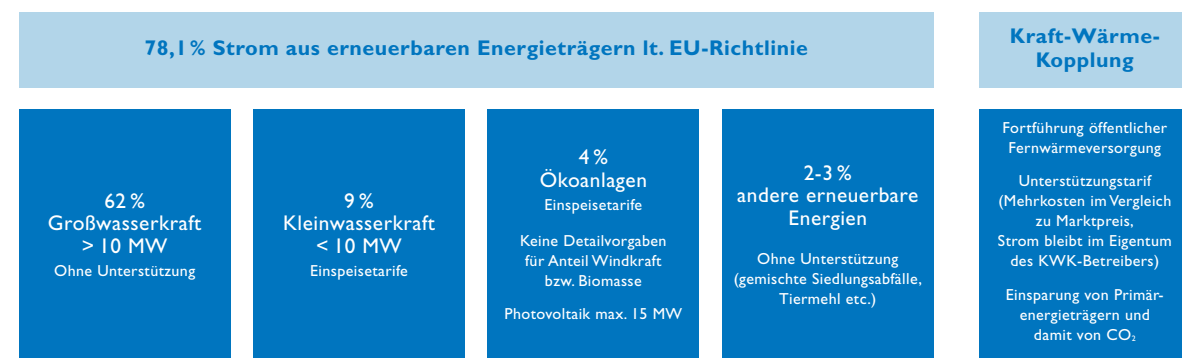 78,1% Strom aus erneuerbaren Energieträgern lt. EU-Richtlinie
Kraft-Wärme-
Kopplung
62%
Großwasserkraft
> 10 MW
Ohne Unterstützung
9%
Kleinwasserkraft
< 10 MW
Einspeisetarife
4%
Ökoanlagen
Einspeisetarife
Keine Detailvorgaben
für Anteil Windkraft
bzw. Biomasse
Photovoltaik max. 15 MW
2-3%
andere erneuerbare
Energien
Ohne Unterstützung
(gemischte Siedlungsabfälle,
Tiermehl etc.)
Fortführung öffentlicher
Fernwärmeversorgung
Unterstützungstarif
(Mehrkosten im Vergleich
zu Marktpreis,
Strom bleibt im Eigentum
des KWK-Betreibers)
Einsparung von Primär-
energieträgern und
damit von CO₂